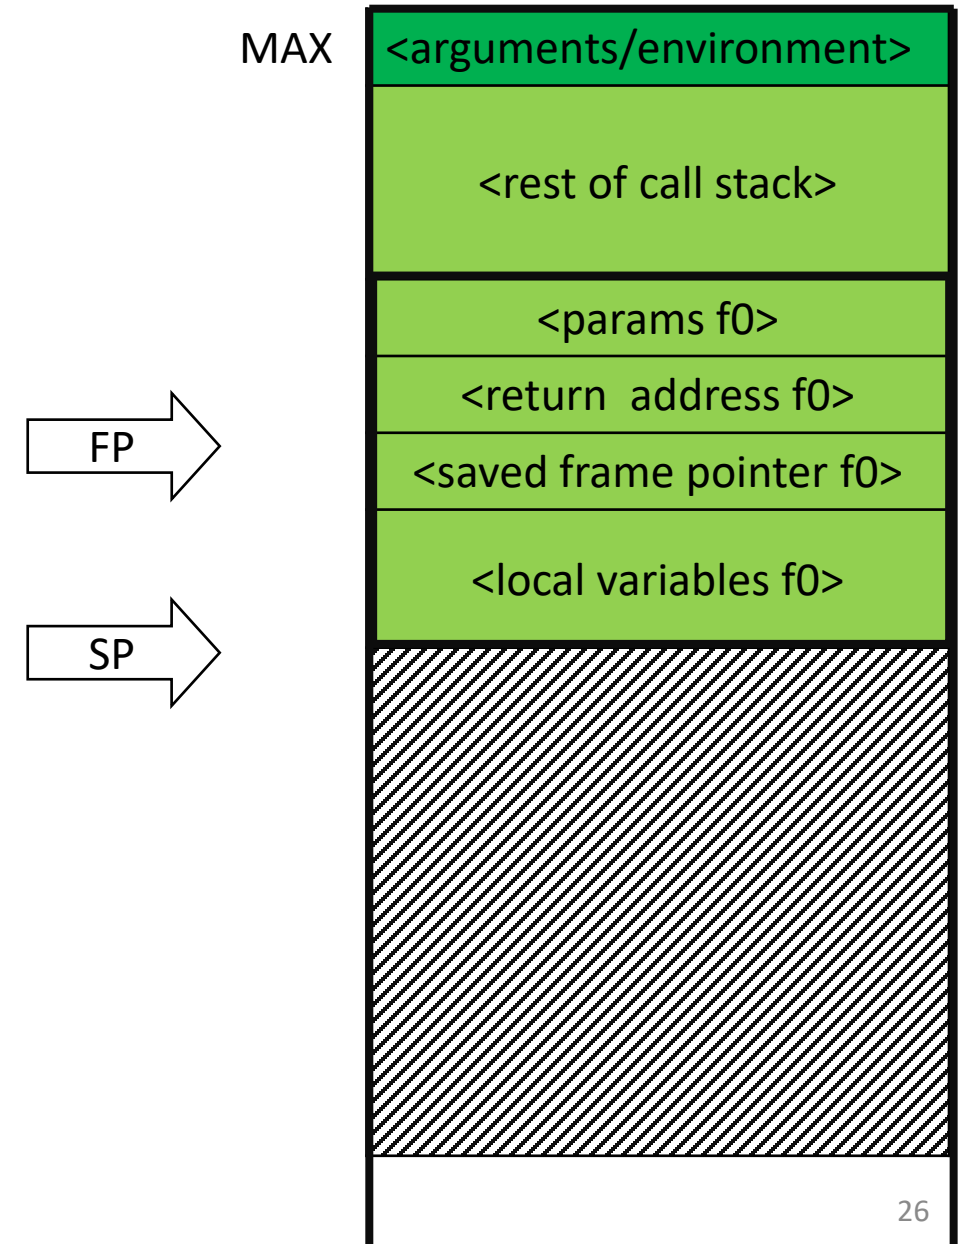 MAX
<arguments/environment>
<rest of call stack>
<params f0>
<return  address f0>
FP
<saved frame pointer f0>
<local variables f0>
SP
26